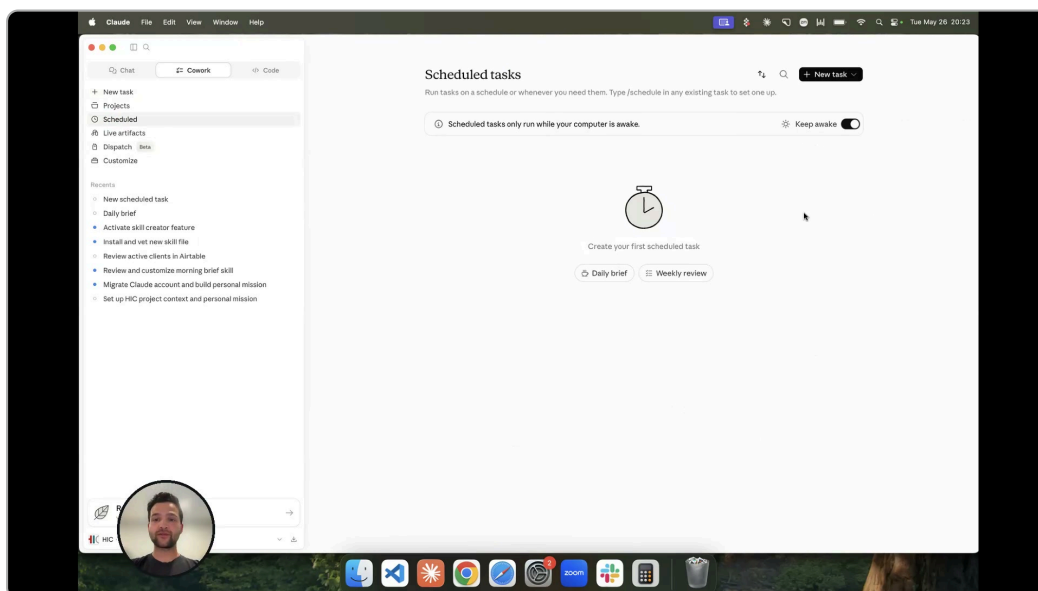 Claude File Edit View Window Help
Tue May 26 20:23
Chat Cowork Code
New task
Projects
Scheduled
Live artifacts
Dispatch Beta
Customize
Recents
New scheduled task
Daily brief
Activate skill creator feature
Install and vet new skill file
Review active clients in Airtable
Review and customize morning brief skill
Migrate Claude account and build personal mission
Set up HIC project context and personal mission
HIC
Scheduled tasks
+ New task
Run tasks on a schedule or whenever you need them. Type /schedule in any existing task to set one up.
Scheduled tasks only run while your computer is awake.
Keep awake
Create your first scheduled task
Daily brief
Weekly review
2
zoom